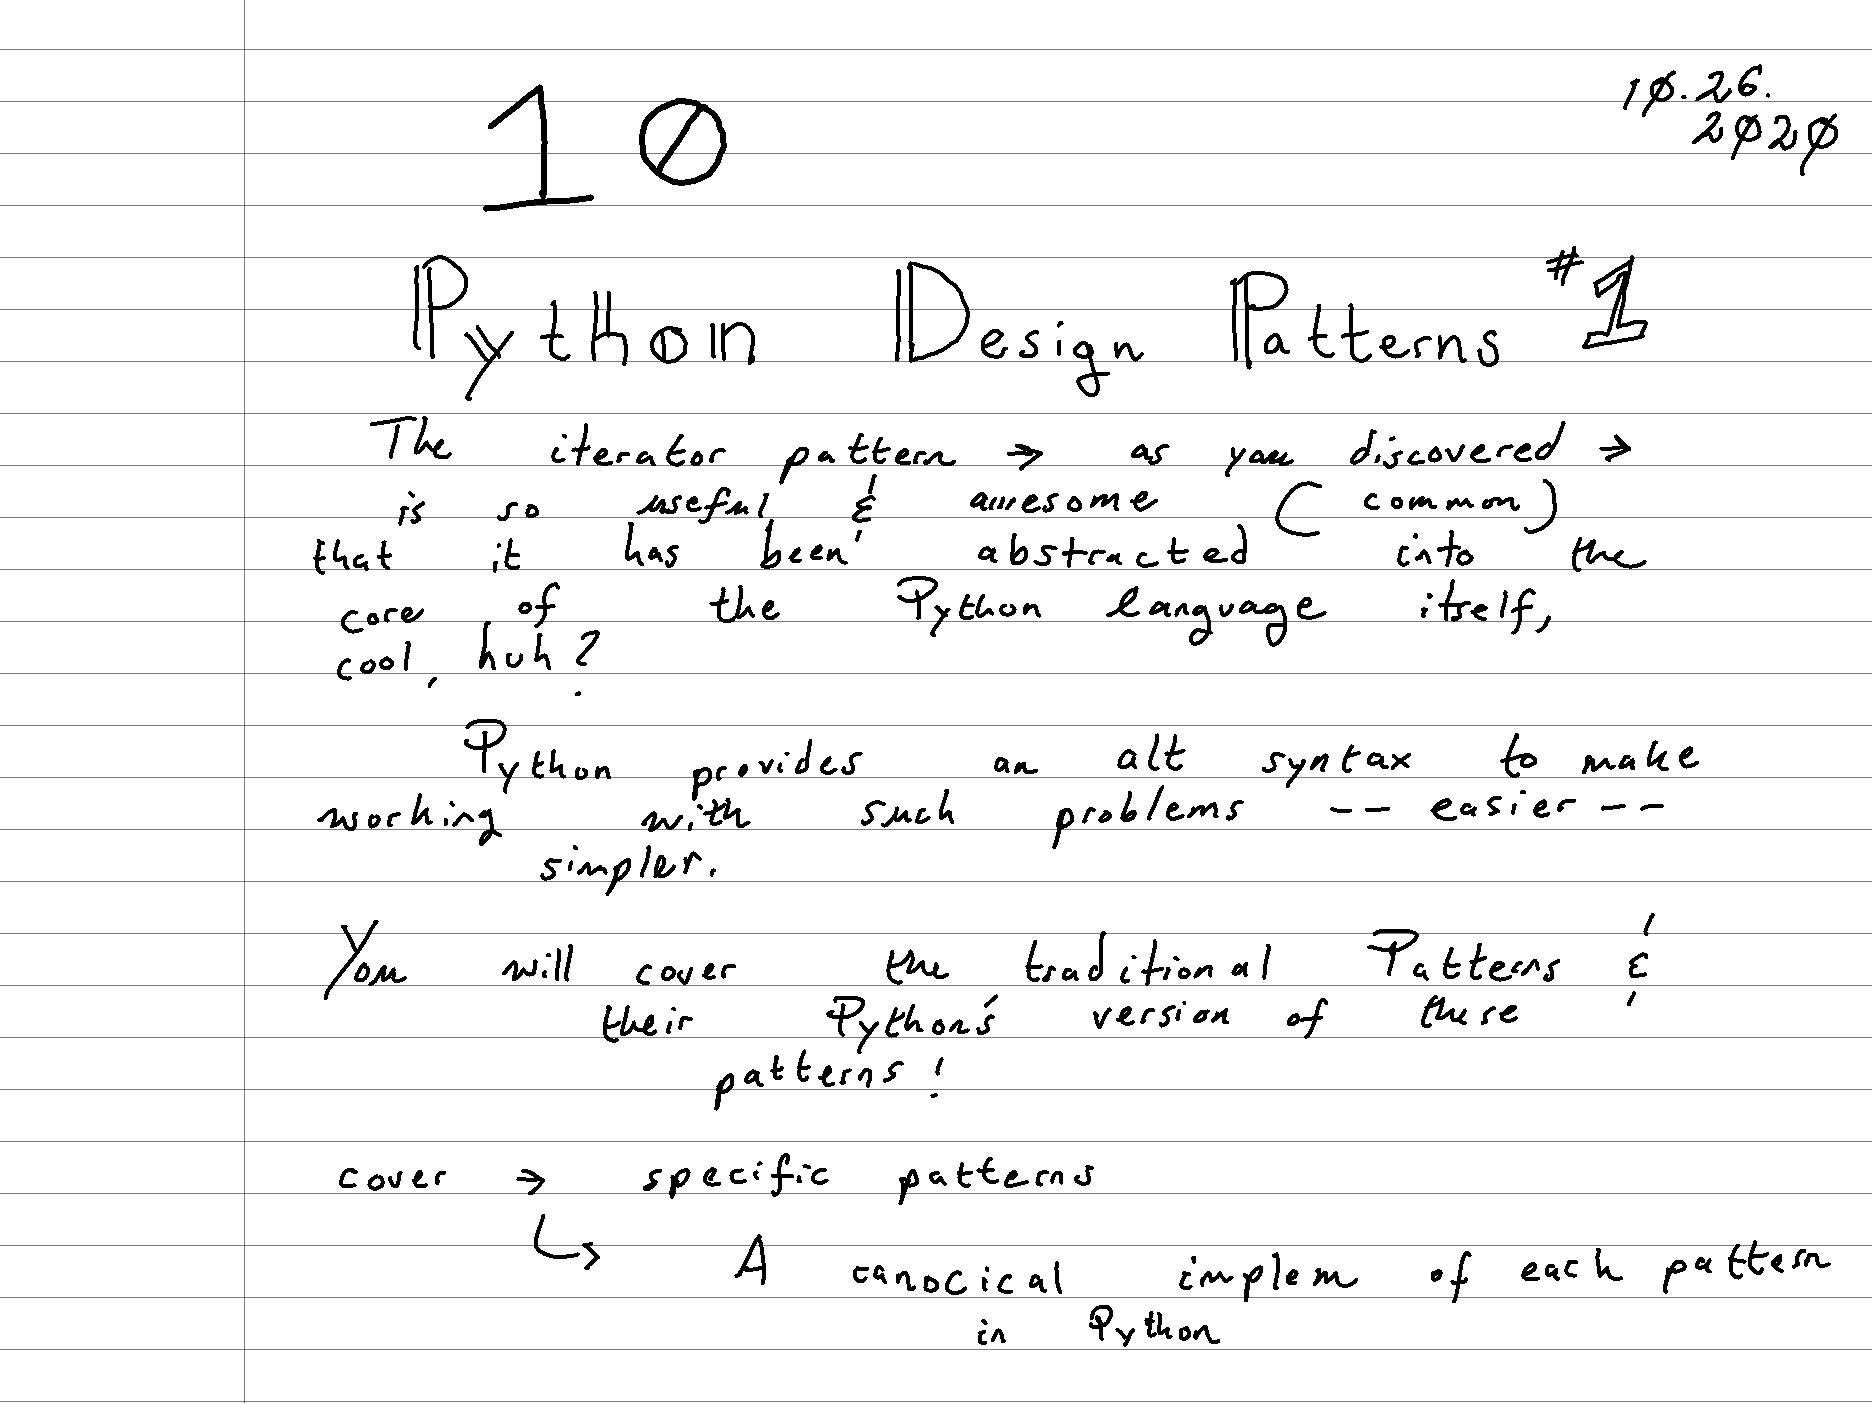 10
10.26.
2020
Python Design Patterns #1
The iterator pattern → as you discovered →
is so useful & awesome (common)
that it has been abstracted into the
core of the Python language itself,
cool, huh?
Python provides an alt syntax to make
working with such problems -- easier --
simpler.
You will cover the traditional Patterns &
their Python's version of these
patterns!
cover → specific patterns
↳ A canocical implem of each pattern
in Python